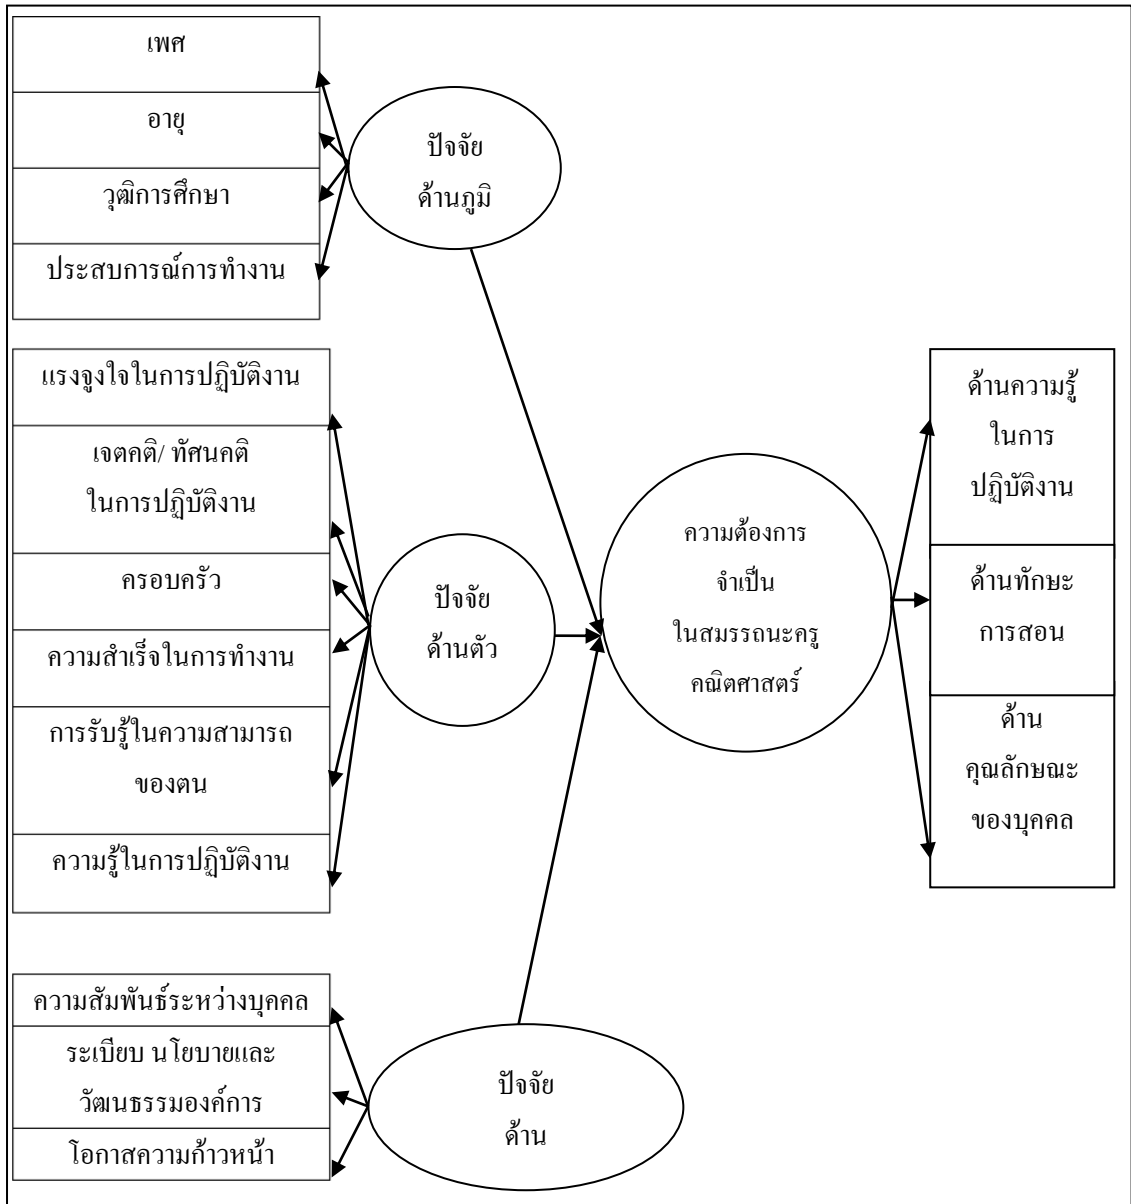 เพศ
อายุ
วุฒิการศึกษา
ประสบการณ์การทำงาน
ปัจจัย
ด้านภูมิ
แรงจูงใจในการปฏิบัติงาน
เจตคติ/ ทัศนคติ
ในการปฏิบัติงาน
ครอบครัว
ความสำเร็จในการทำงาน
การรับรู้ในความสามารถ
ของตน
ความรู้ในการปฏิบัติงาน
ปัจจัย
ด้านตัว
ความสัมพันธ์ระหว่างบุคคล
ระเบียบ นโยบายและ
วัฒนธรรมองค์การ
โอกาสความก้าวหน้า
ปัจจัย
ด้าน
ความต้องการ
จำเป็น
ในสมรรถนะครู
คณิตศาสตร์
ด้านความรู้
ในการ
ปฏิบัติงาน
ด้านทักษะ
การสอน
ด้าน
คุณลักษณะ
ของบุคคล